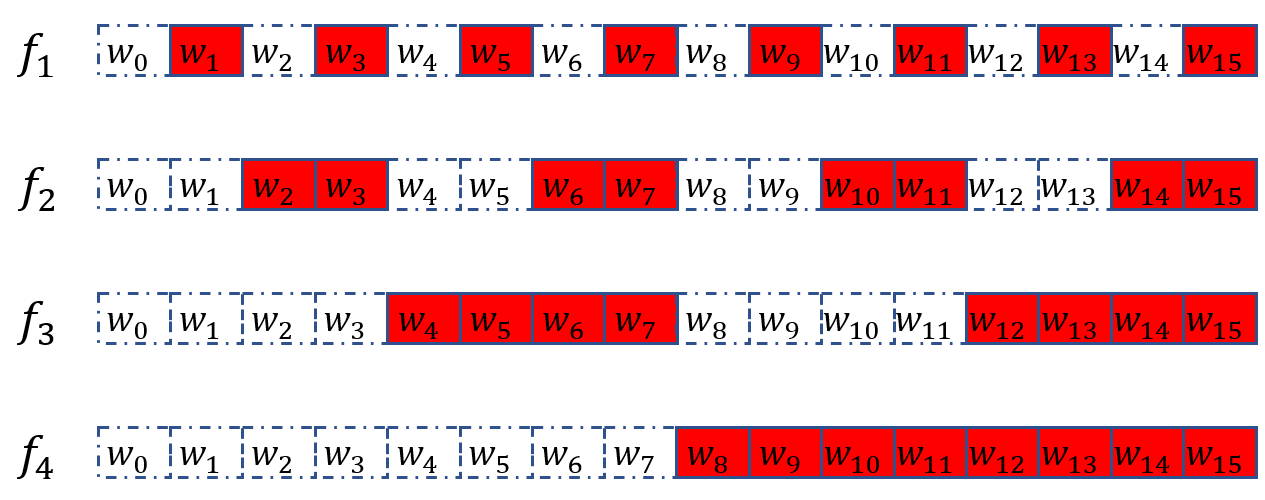 f₁ w₀ w₁ w₂ w₃ w₄ w₅ w₆ w₇ w₈ w₉ w₁₀ w₁₁ w₁₂ w₁₃ w₁₄ w₁₅
f₂ w₀ w₁ w₂ w₃ w₄ w₅ w₆ w₇ w₈ w₉ w₁₀ w₁₁ w₁₂ w₁₃ w₁₄ w₁₅
f₃ w₀ w₁ w₂ w₃ w₄ w₅ w₆ w₇ w₈ w₉ w₁₀ w₁₁ w₁₂ w₁₃ w₁₄ w₁₅
f₄ w₀ w₁ w₂ w₃ w₄ w₅ w₆ w₇ w₈ w₉ w₁₀ w₁₁ w₁₂ w₁₃ w₁₄ w₁₅